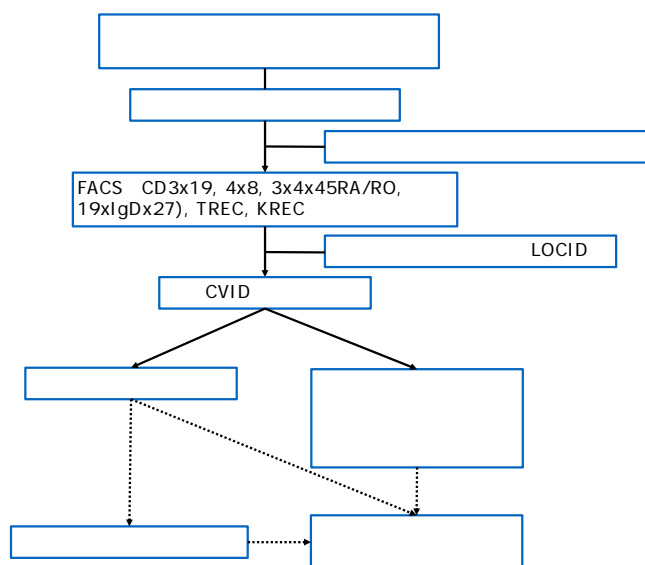 FACS CD3x19, 4x8, 3x4x45RA/RO,
19xIgDx27), TREC, KREC
LOCID
CVID